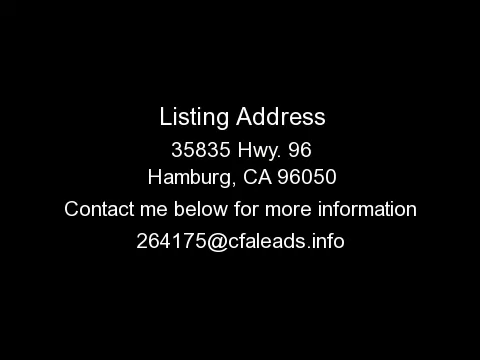 Listing Address
35835 Hwy. 96
Hamburg, CA 96050
Contact me below for more information
264175@cfaleads.info